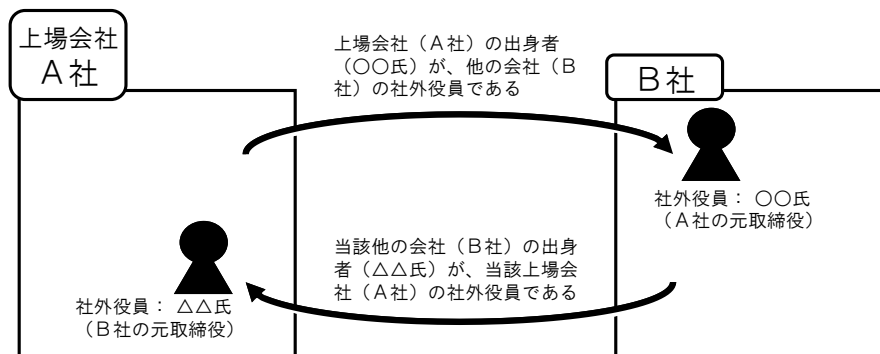 上場会社
A社
上場会社（A社）の出身者
（〇〇氏）が、他の会社（B
社）の社外役員である
B社
社外役員： 〇〇氏
（A社の元取締役）
当該他の会社（B社）の出身
者（△△氏）が、当該上場会
社（A社）の社外役員である
社外役員： △△氏
（B社の元取締役）